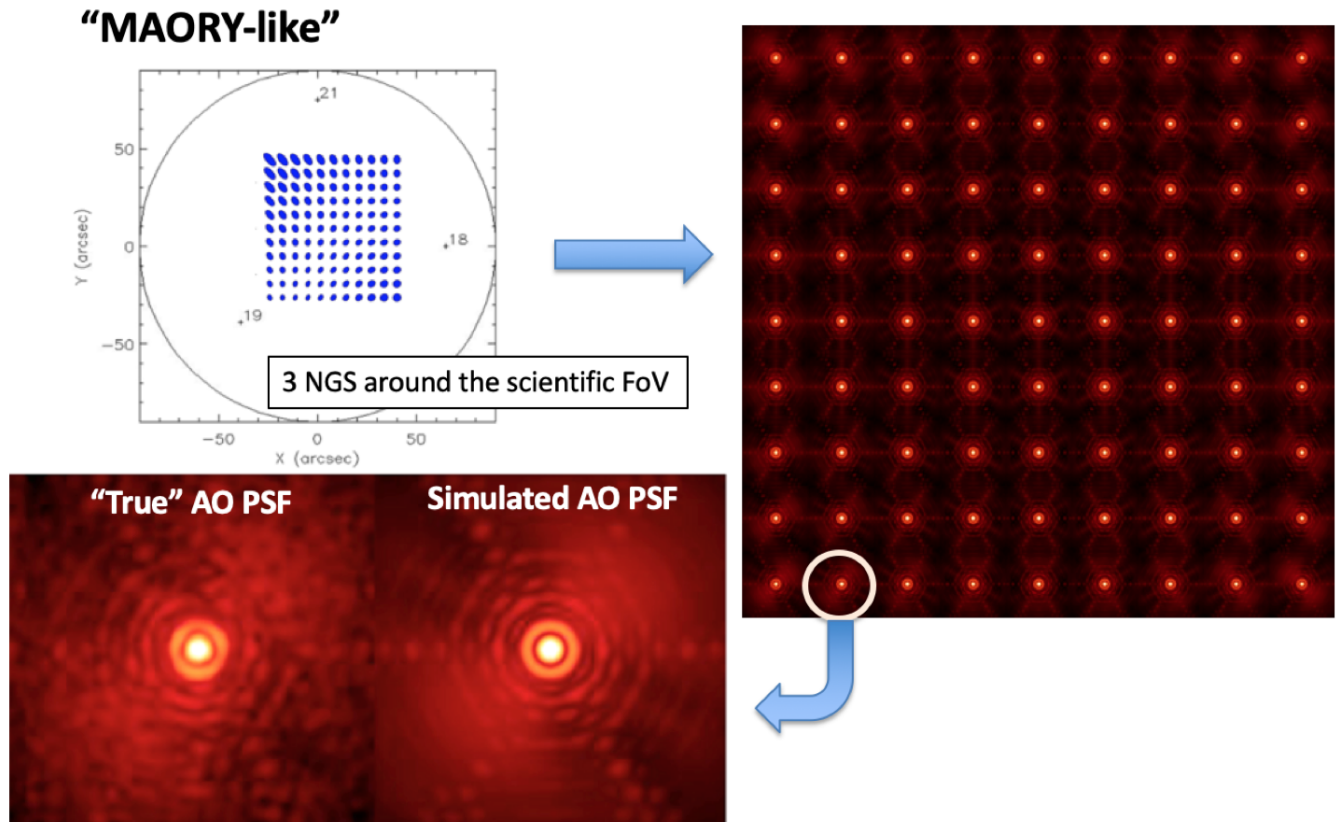 “MAORY-like”
21
50
0
18
19
−50
Y (arcsec)
3 NGS around the scientific FoV
−50 0 50
X (arcsec)
“True” AO PSF
Simulated AO PSF